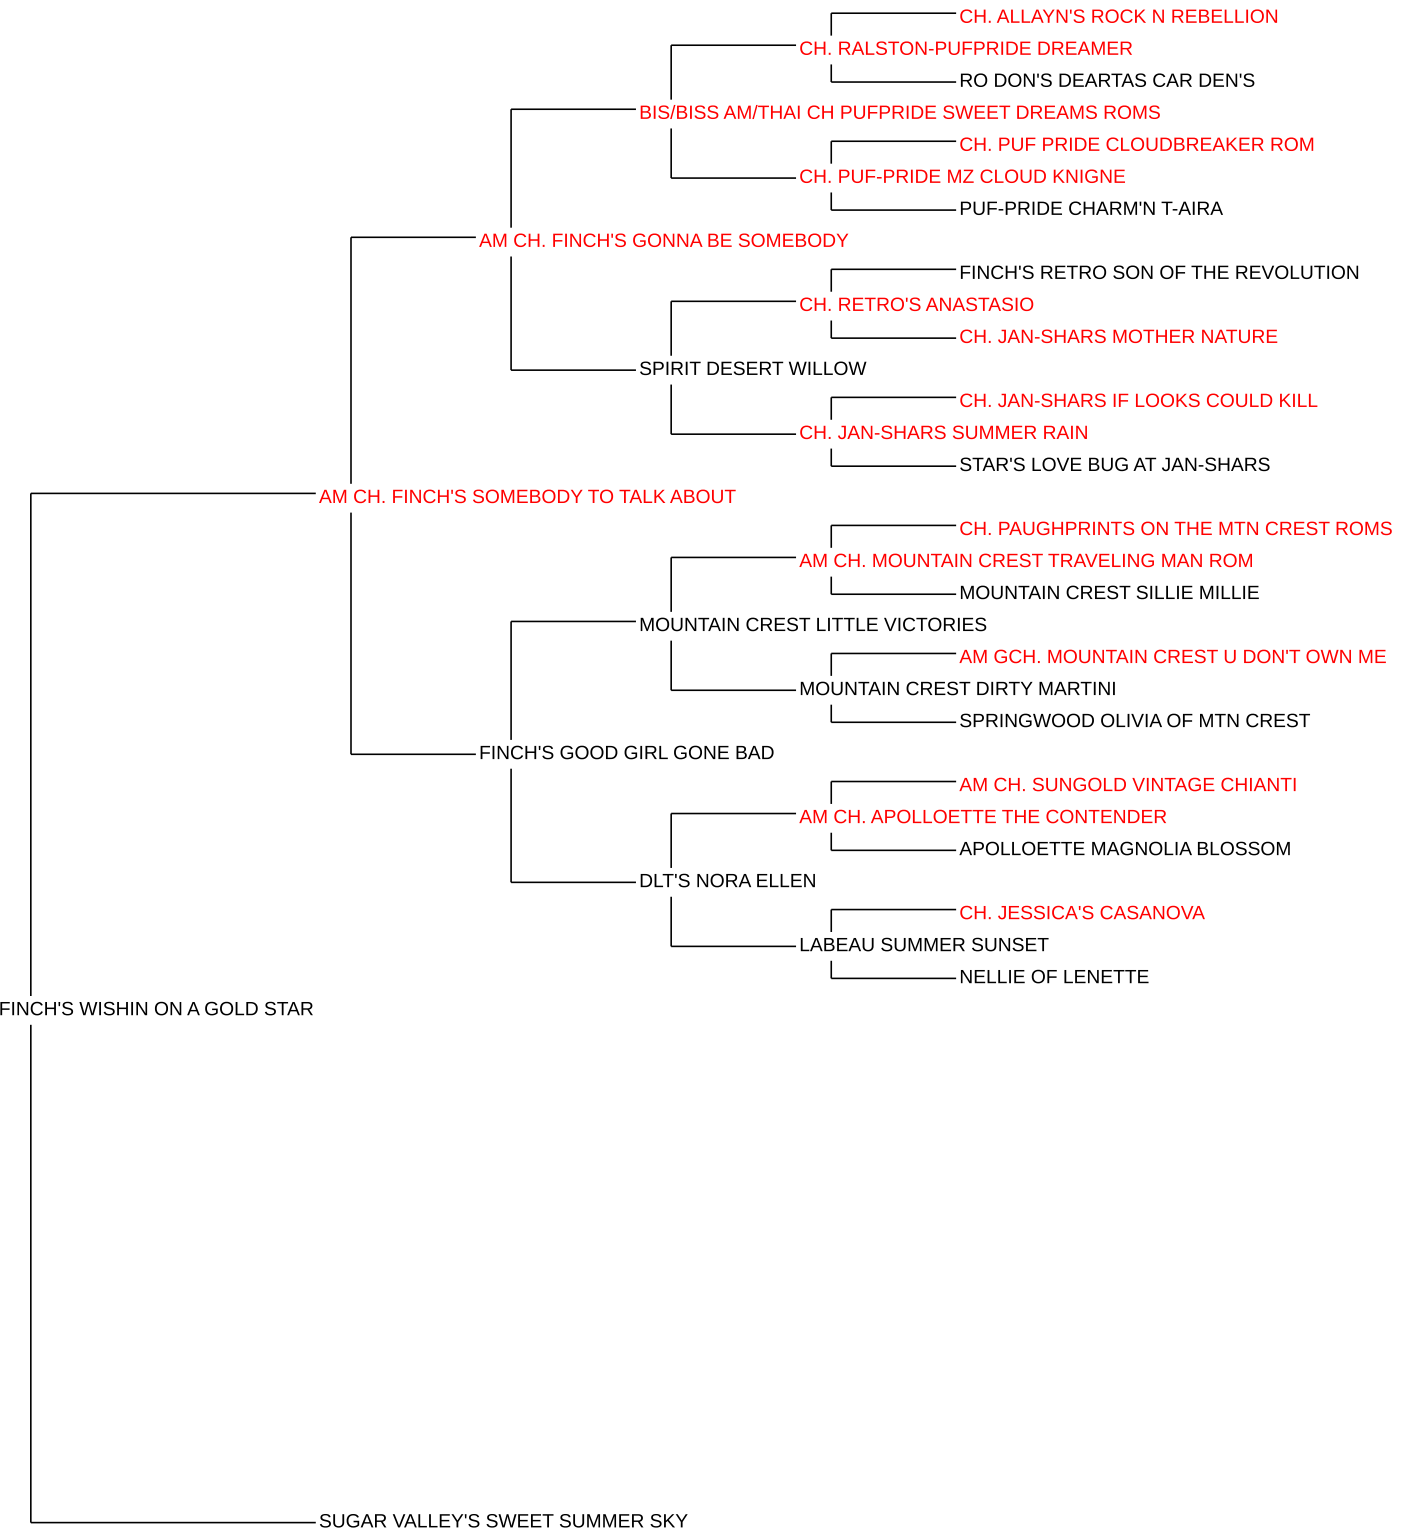 CH. ALLAYN'S ROCK N REBELLION
CH. RALSTON-PUFPRIDE DREAMER
RO DON'S DEARTAS CAR DEN'S
BIS/BISS AM/THAI CH PUFPRIDE SWEET DREAMS ROMS
CH. PUF PRIDE CLOUDBREAKER ROM
CH. PUF-PRIDE MZ CLOUD KNIGNE
PUF-PRIDE CHARM'N T-AIRA
AM CH. FINCH'S GONNA BE SOMEBODY
FINCH'S RETRO SON OF THE REVOLUTION
CH. RETRO'S ANASTASIO
CH. JAN-SHARS MOTHER NATURE
SPIRIT DESERT WILLOW
CH. JAN-SHARS IF LOOKS COULD KILL
CH. JAN-SHARS SUMMER RAIN
STAR'S LOVE BUG AT JAN-SHARS
AM CH. FINCH'S SOMEBODY TO TALK ABOUT
CH. PAUGHPRINTS ON THE MTN CREST ROMS
AM CH. MOUNTAIN CREST TRAVELING MAN ROM
MOUNTAIN CREST SILLIE MILLIE
MOUNTAIN CREST LITTLE VICTORIES
AM GCH. MOUNTAIN CREST U DON'T OWN ME
MOUNTAIN CREST DIRTY MARTINI
SPRINGWOOD OLIVIA OF MTN CREST
FINCH'S GOOD GIRL GONE BAD
AM CH. SUNGOLD VINTAGE CHIANTI
AM CH. APOLLOETTE THE CONTENDER
APOLLOETTE MAGNOLIA BLOSSOM
DLT'S NORA ELLEN
CH. JESSICA'S CASANOVA
LABEAU SUMMER SUNSET
NELLIE OF LENETTE
FINCH'S WISHIN ON A GOLD STAR
SUGAR VALLEY'S SWEET SUMMER SKY